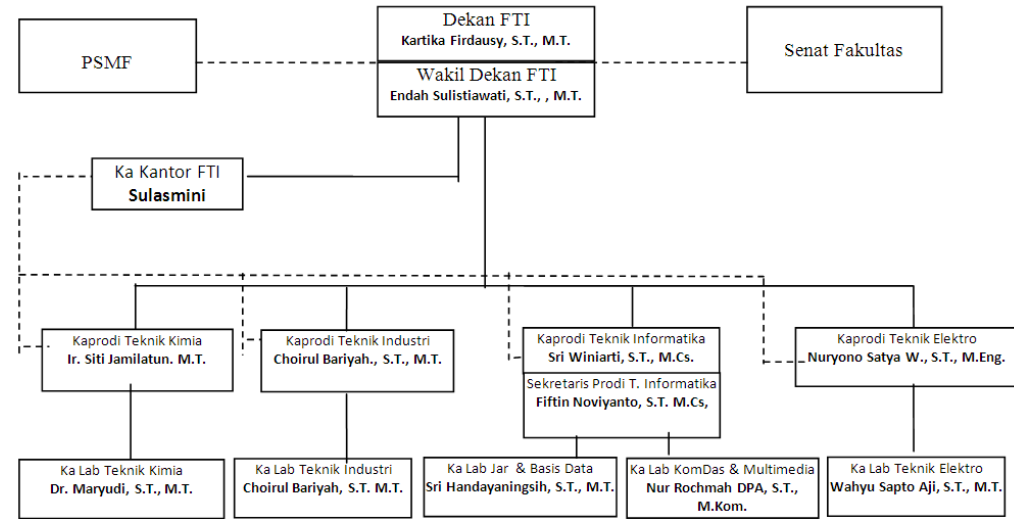 Dekan FTI
Kartika Firdausy, S.T., M.T.
PSMF
Senat Fakultas
Wakil Dekan FTI
Endah Sulistiawati, S.T., , M.T.
Ka Kantor FTI
Sulasmini
Kaprodi Teknik Kimia
Ir. Siti Jamilatun. M.T.
Kaprodi Teknik Industri
Choirul Bariyah., S.T., M.T.
Kaprodi Teknik Informatika
Sri Winiarti, S.T., M.Cs.
Kaprodi Teknik Elektro
Nuryono Satya W., S.T., M.Eng.
Sekretaris Prodi T. Informatika
Fiftin Noviyanto, S.T. M.Cs,
Ka Lab Teknik Kimia
Dr. Maryudi, S.T., M.T.
Ka Lab Teknik Industri
Choirul Bariyah, S.T. M.T.
Ka Lab Jar & Basis Data
Sri Handayaningsih, S.T., M.T.
Ka Lab KomDas & Multimedia
Nur Rochmah DPA, S.T.,
M.Kom.
Ka Lab Teknik Elektro
Wahyu Sapto Aji, S.T., M.T.